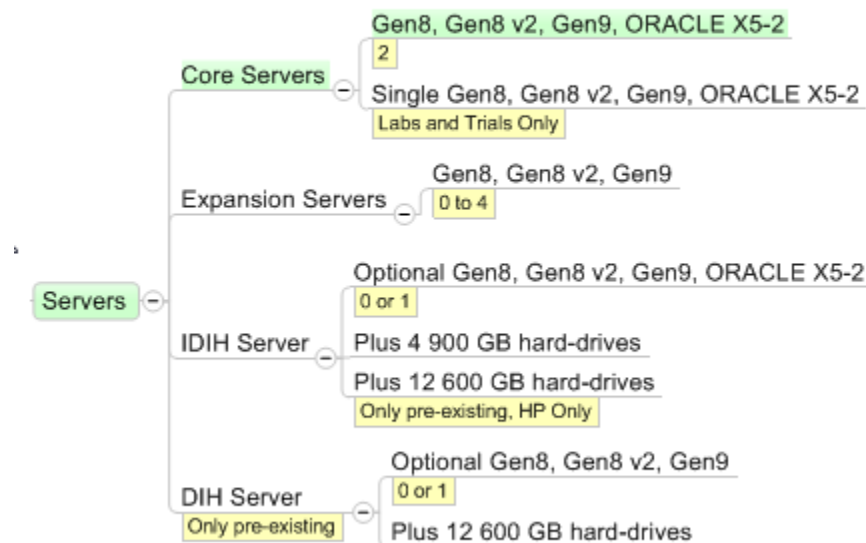 Servers
Core Servers
Gen8, Gen8 v2, Gen9, ORACLE X5-2
2
Single Gen8, Gen8 v2, Gen9, ORACLE X5-2
Labs and Trials Only
Expansion Servers
Gen8, Gen8 v2, Gen9
0 to 4
IDIH Server
Optional Gen8, Gen8 v2, Gen9, ORACLE X5-2
0 or 1
Plus 4 900 GB hard-drives
Plus 12 600 GB hard-drives
Only pre-existing, HP Only
DIH Server
Only pre-existing
Optional Gen8, Gen8 v2, Gen9
0 or 1
Plus 12 600 GB hard-drives